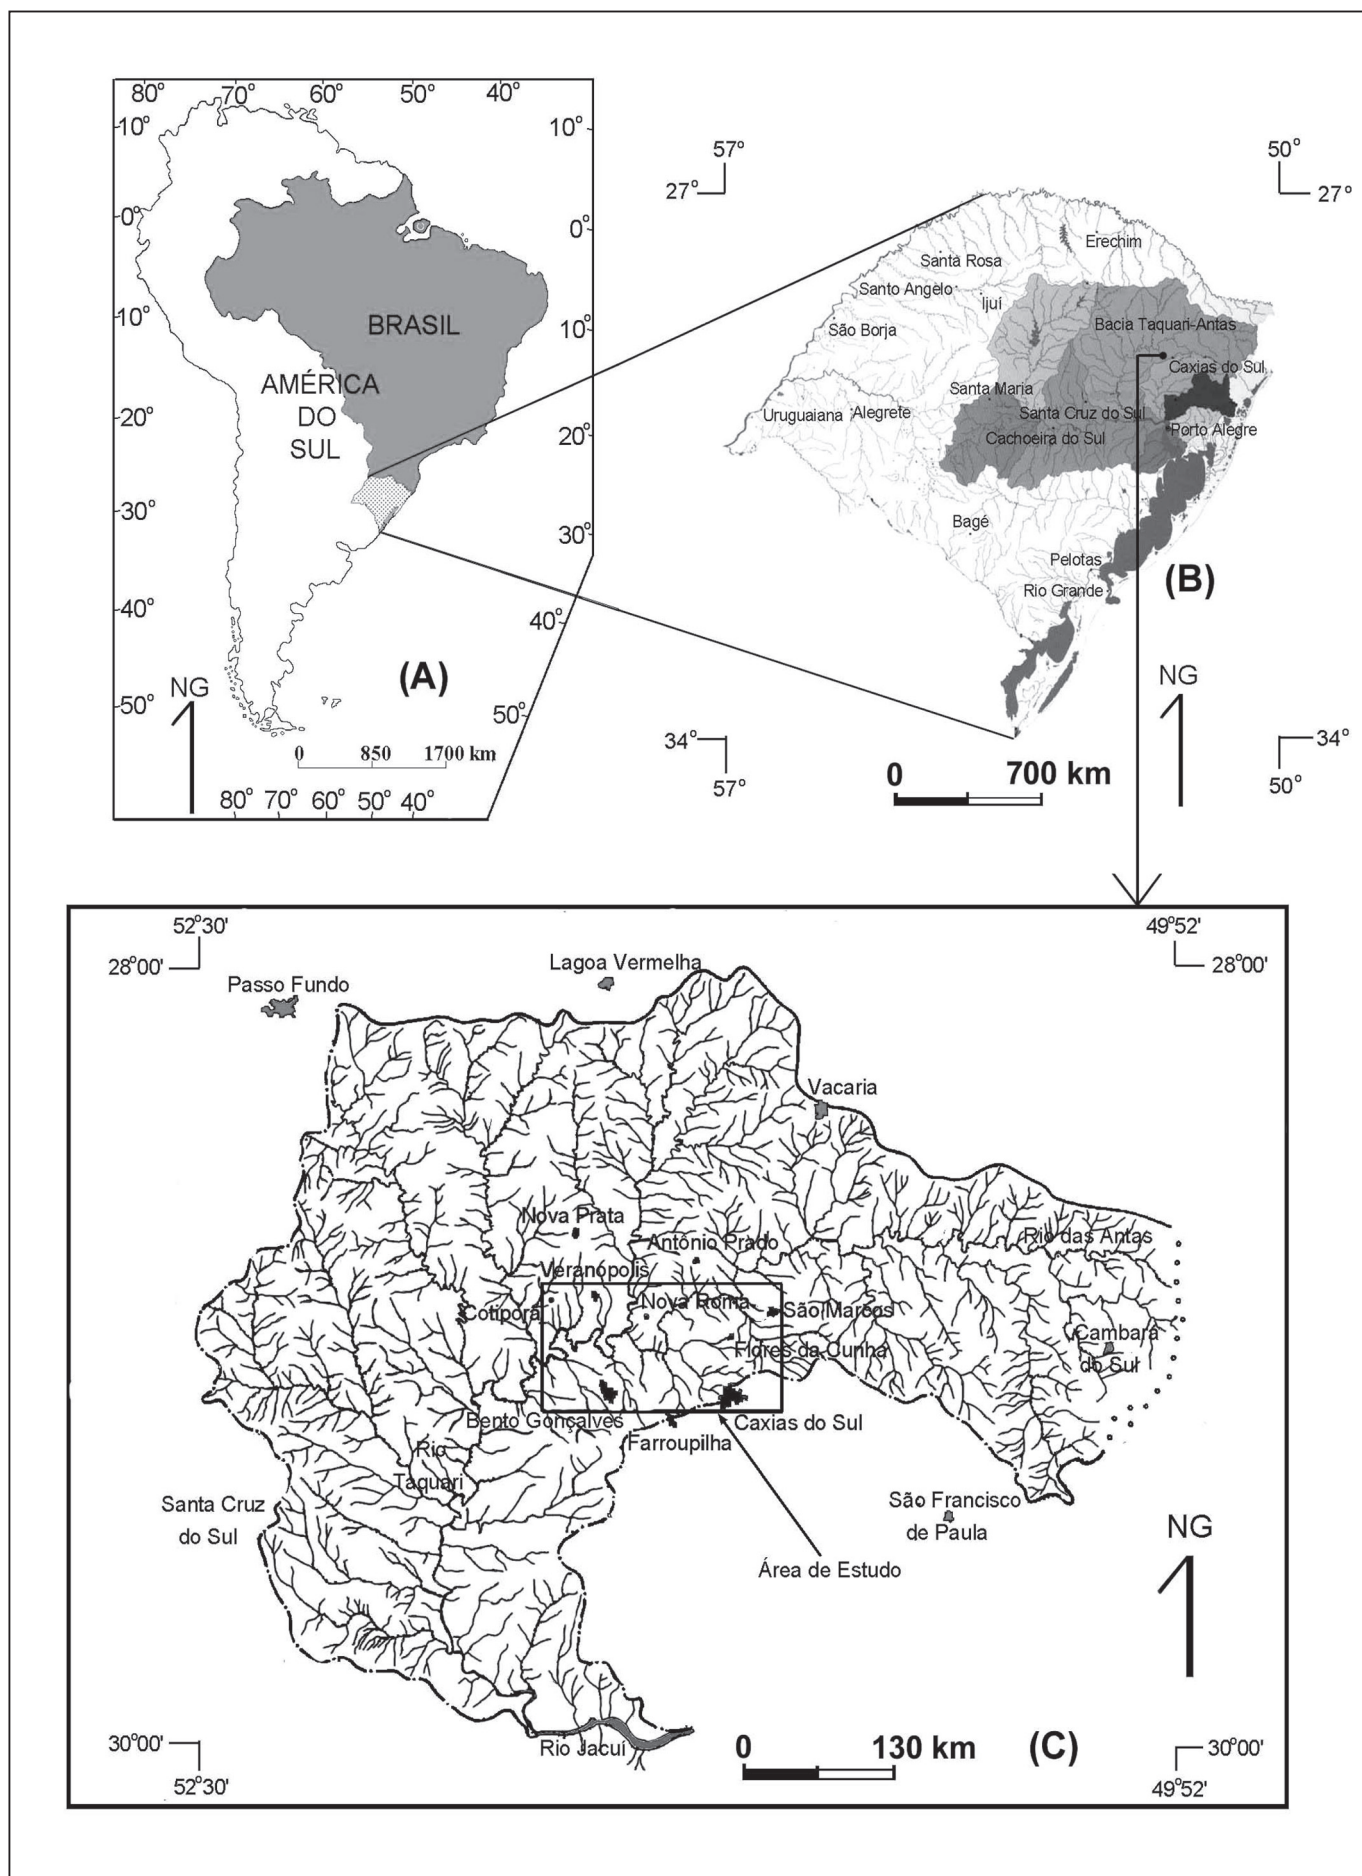 80° 70° 60° 50° 40°
10° 10°
0° 0°
BRASIL
10° 10°
AMÉRICA
DO
SUL
20° 20°
30° 30°
40° 40°
(A)
NG
50° 50°
0 850 1700 km
80° 70° 60° 50° 40°
57° 50°
27° 27°
Erechim
Santa Rosa
Santo Angelo
Ijuí
São Borja
Bacia Taquari-Antas
Caxias do Sul
Santa Maria
Uruguaiana
Alegrete
Santa Cruz do Sul
Cachoeira do Sul
Porto Alegre
Bagé
Pelotas
Rio Grande
(B)
NG
34° 34°
57° 50°
0 700 km
52°30' 49°52'
28°00' 28°00'
Passo Fundo
Lagoa Vermelha
Vacaria
Nova Prata
Antônio Prado
Rio das Antas
Veranópolis
Cotiporã
Nova Roma
São Marcos
Flores da Cunha
Cambará
do Sul
Bento Gonçalves
Caxias do Sul
Farroupilha
Rio
Taquari
Santa Cruz
do Sul
São Francisco
de Paula
Área de Estudo
NG
Rio Jacuí
0 130 km
(C)
30°00' 30°00'
52°30' 49°52'